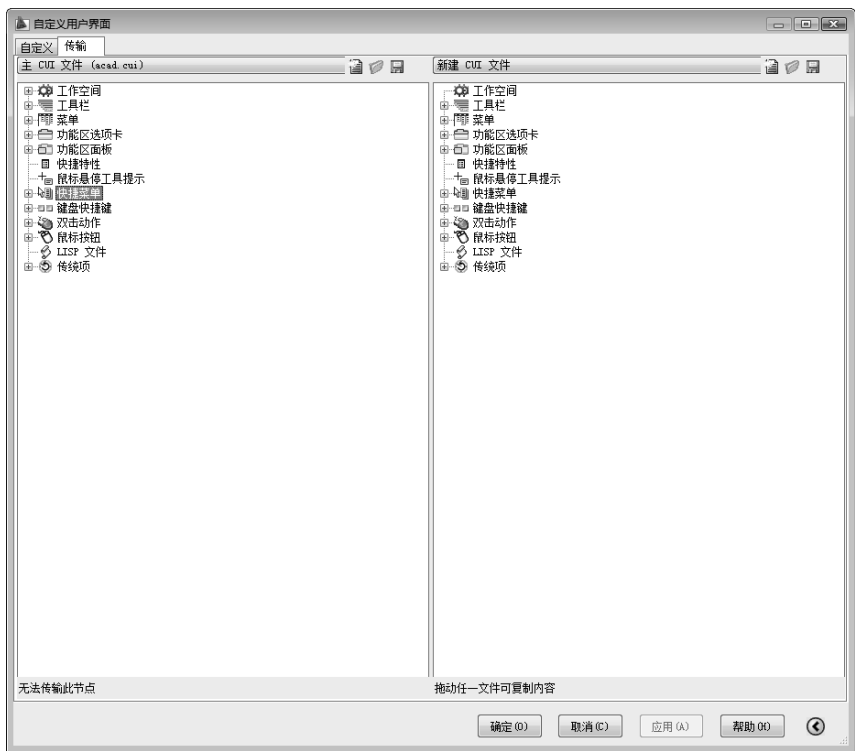 自定义用户界面
自定义 传输
主 CUI 文件 (acad.cui)
工作空间
工具栏
菜单
功能区选项卡
功能区面板
快捷特性
鼠标悬停工具提示
快捷菜单
键盘快捷键
双击动作
鼠标按钮
LISP 文件
传统项
无法传输此节点
新建 CUI 文件
工作空间
工具栏
菜单
功能区选项卡
功能区面板
快捷特性
鼠标悬停工具提示
快捷菜单
键盘快捷键
双击动作
鼠标按钮
LISP 文件
传统项
拖动任一文件可复制内容
确定(O) 取消(C) 应用(A) 帮助(H)